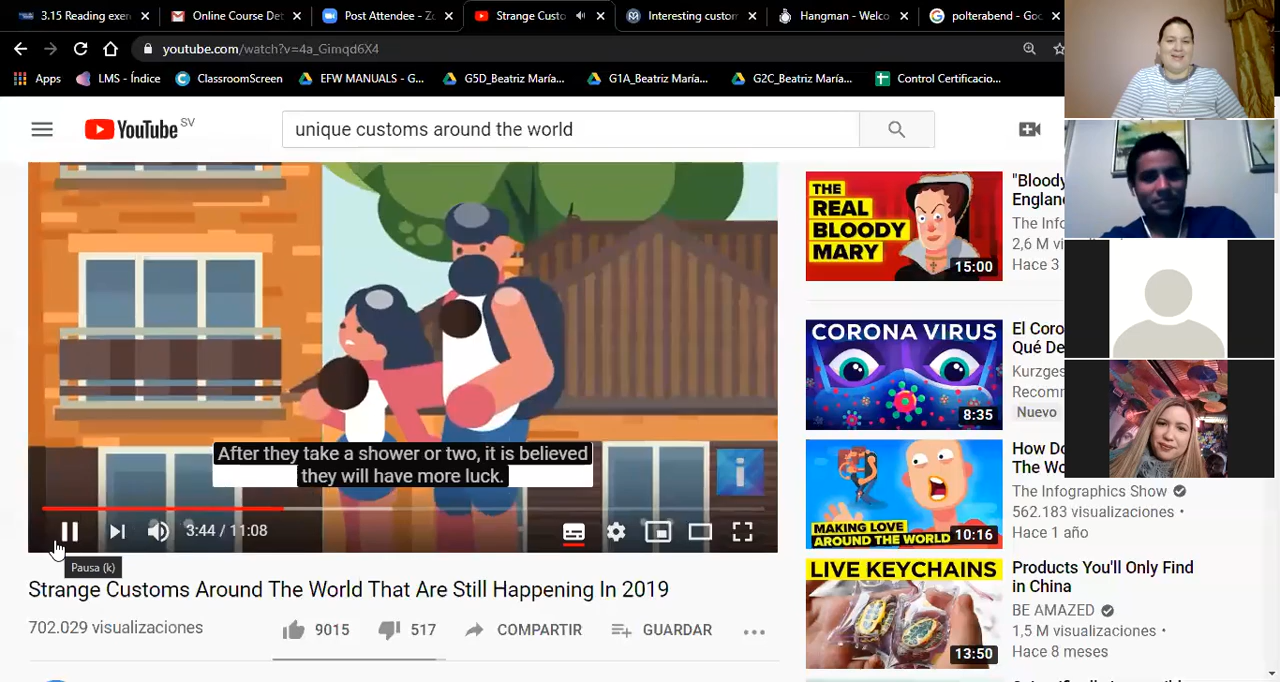 3.15 Reading exer
Online Course Det
Post Attendee - Zo
Strange Custo
Interesting custom
Hangman - Welco
polterabend - Goo
youtube.com/watch?v=4a_Gimqd6X4
Apps
LMS - Índice
ClassroomScreen
EFW MANUALS - G...
G5D_Beatriz María...
G1A_Beatriz María...
G2C_Beatriz María...
Control Certificacio...
YouTube SV
unique customs around the world
After they take a shower or two, it is believed
they will have more luck.
3:44 / 11:08
Pausa (k)
Strange Customs Around The World That Are Still Happening In 2019
702.029 visualizaciones
9015
517
COMPARTIR
GUARDAR
THE
REAL
BLOODY
MARY
15:00
"Bloody
England
The Info
2,6 M vi
Hace 3
CORONA VIRUS
8:35
El Coro
Qué De
Kurzges
Recomm
Nuevo
MAKING LOVE
AROUND THE WORLD
10:16
How Do
The Wo
The Infographics Show
562.183 visualizaciones •
Hace 1 año
LIVE KEYCHAINS
13:50
Products You'll Only Find
in China
BE AMAZED
1,5 M visualizaciones •
Hace 8 meses